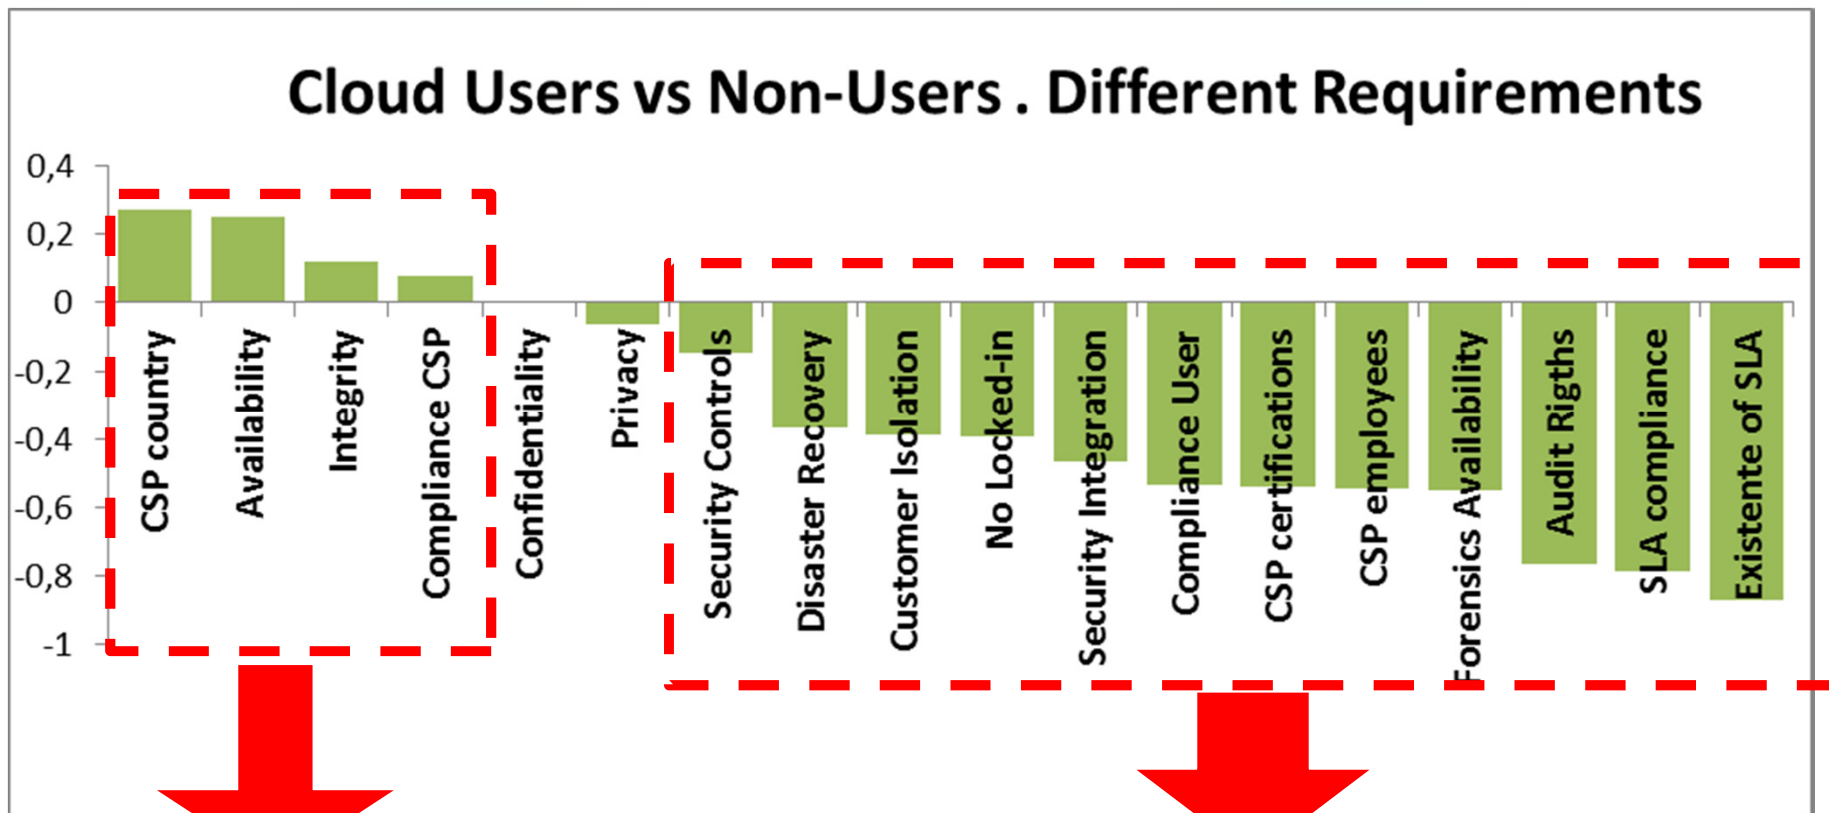 Cloud Users vs Non-Users . Different Requirements
0,4
0,2
0
-0,2
-0,4
-0,6
-0,8
-1
CSP country
Availability
Integrity
Compliance CSP
Confidentiality
Privacy
Security Controls
Disaster Recovery
Customer Isolation
No Locked-in
Security Integration
Compliance User
CSP certifications
CSP employees
Forensics Availability
Audit Rigths
SLA compliance
Existente of SLA